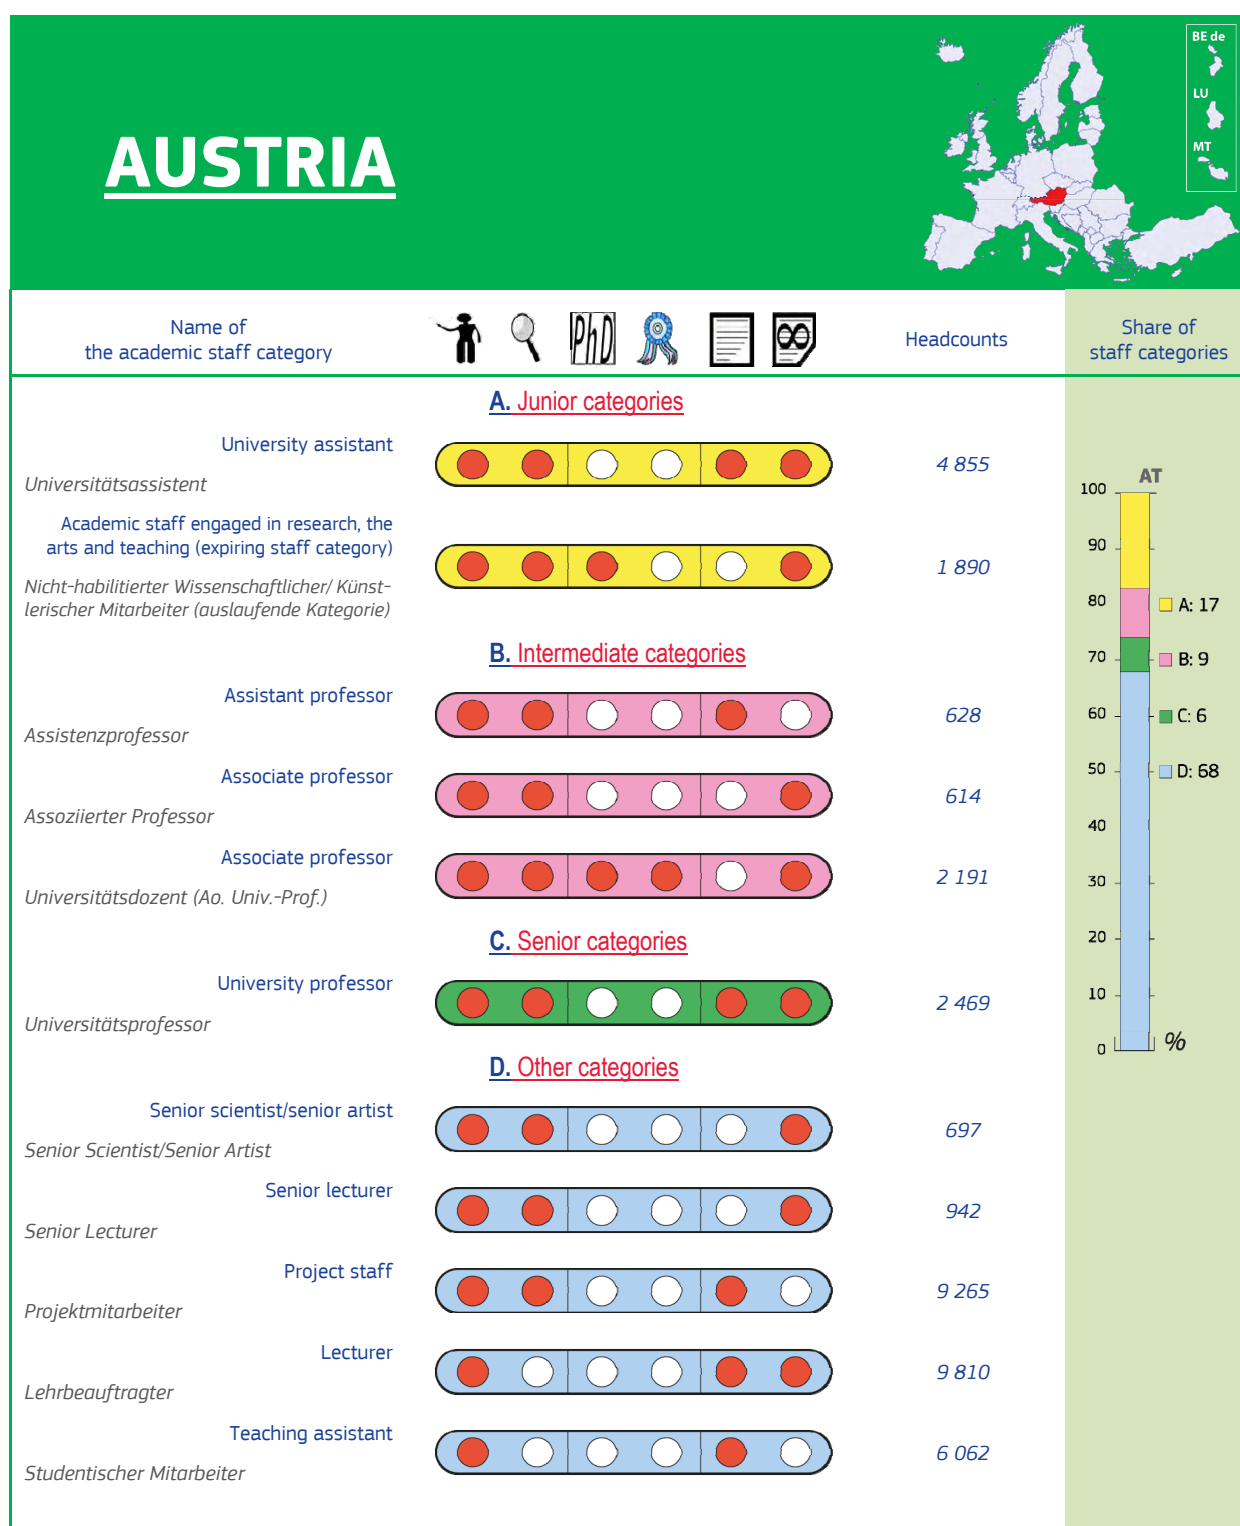 BE de
LU
MT
AUSTRIA
Name of
the academic staff category
PhD
Headcounts
Share of
staff categories
A. Junior categories
University assistant
Universitätsassistent
4 855
Academic staff engaged in research, the
arts and teaching (expiring staff category)
Nicht-habilitierter Wissenschaftlicher/ Künst-
lerischer Mitarbeiter (auslaufende Kategorie)
1 890
B. Intermediate categories
Assistant professor
Assistenzprofessor
628
Associate professor
Assoziierter Professor
614
Associate professor
Universitätsdozent (Ao. Univ.-Prof.)
2 191
C. Senior categories
University professor
Universitätsprofessor
2 469
D. Other categories
Senior scientist/senior artist
Senior Scientist/Senior Artist
697
Senior lecturer
Senior Lecturer
942
Project staff
Projektmitarbeiter
9 265
Lecturer
Lehrbeauftragter
9 810
Teaching assistant
Studentischer Mitarbeiter
6 062
AT
100
90
80
70
60
50
40
30
20
10
0
%
A: 17
B: 9
C: 6
D: 68